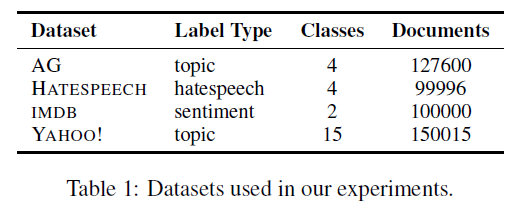 Dataset Label Type Classes Documents
AG topic 4 127600
HATESPEECH hatespeech 4 99996
IMDB sentiment 2 100000
YAHOO! topic 15 150015
Table 1: Datasets used in our experiments.